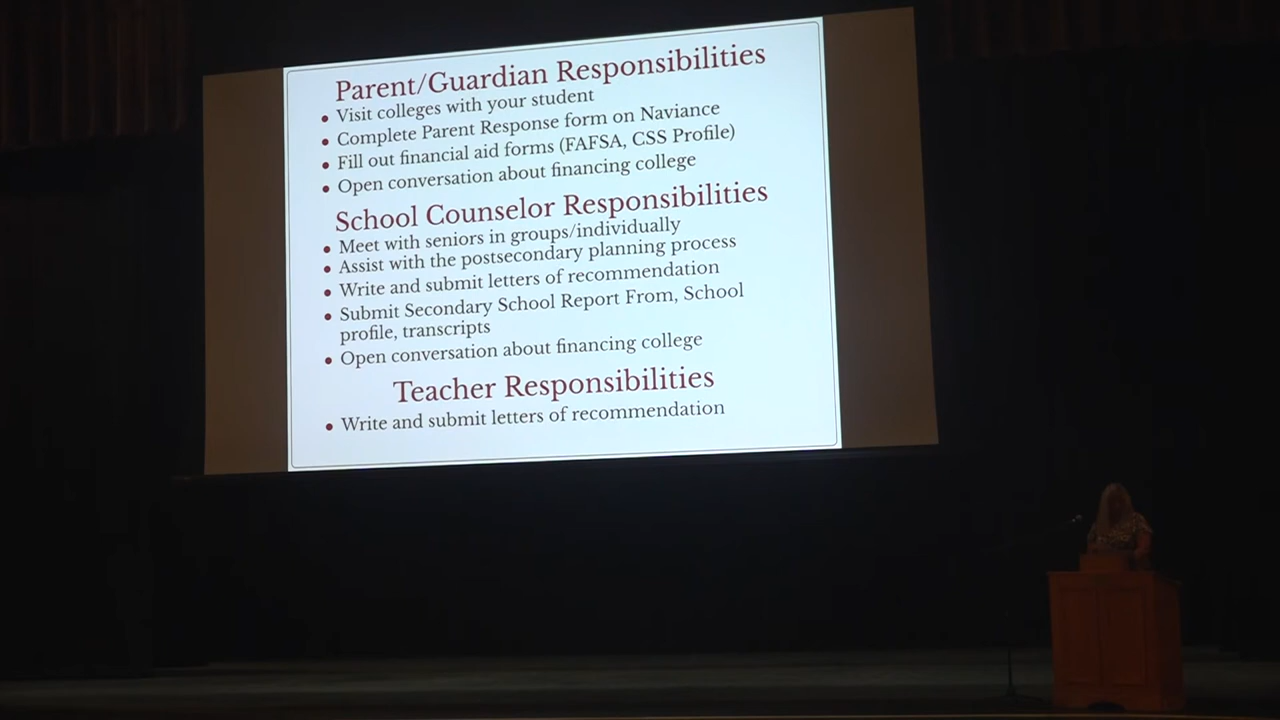 Parent/Guardian Responsibilities
• Visit colleges with your student
• Complete Parent Response form on Naviance
• Fill out financial aid forms (FAFSA, CSS Profile)
• Open conversation about financing college
School Counselor Responsibilities
• Meet with seniors in groups/individually
• Assist with the postsecondary planning process
• Write and submit letters of recommendation
• Submit Secondary School Report From, School
profile, transcripts
• Open conversation about financing college
Teacher Responsibilities
• Write and submit letters of recommendation